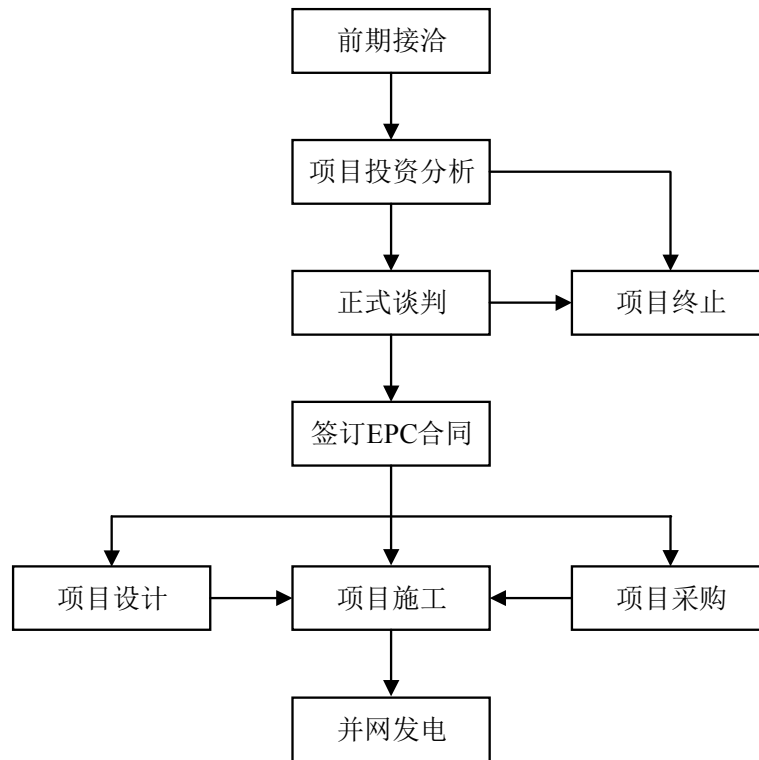 前期接洽
项目投资分析
正式谈判
项目终止
签订EPC合同
项目设计
项目施工
项目采购
并网发电